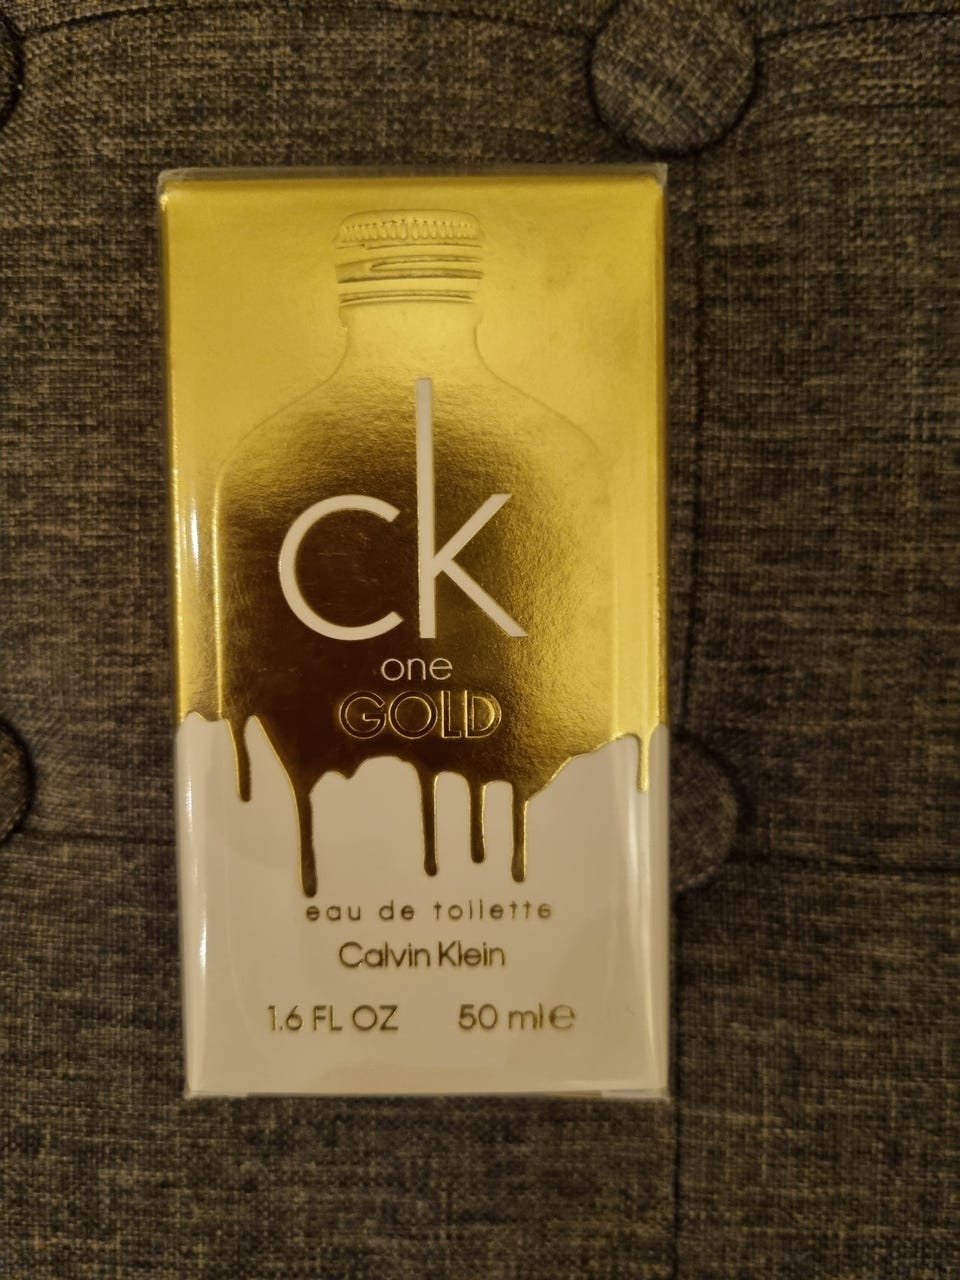 ck
one
GOLD
eau de toilette
Calvin Klein
1.6 FL OZ 50 ml ℮